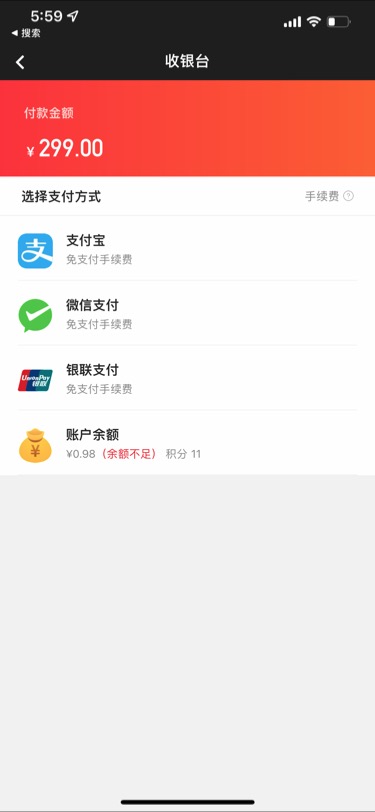 5:59
◀ 搜索
收银台
付款金额
¥ 299.00
选择支付方式 手续费 ?
支 支付宝
免支付手续费
微信支付
免支付手续费
UnionPay 银联 银联支付
免支付手续费
¥ 账户余额
¥0.98（余额不足） 积分 11